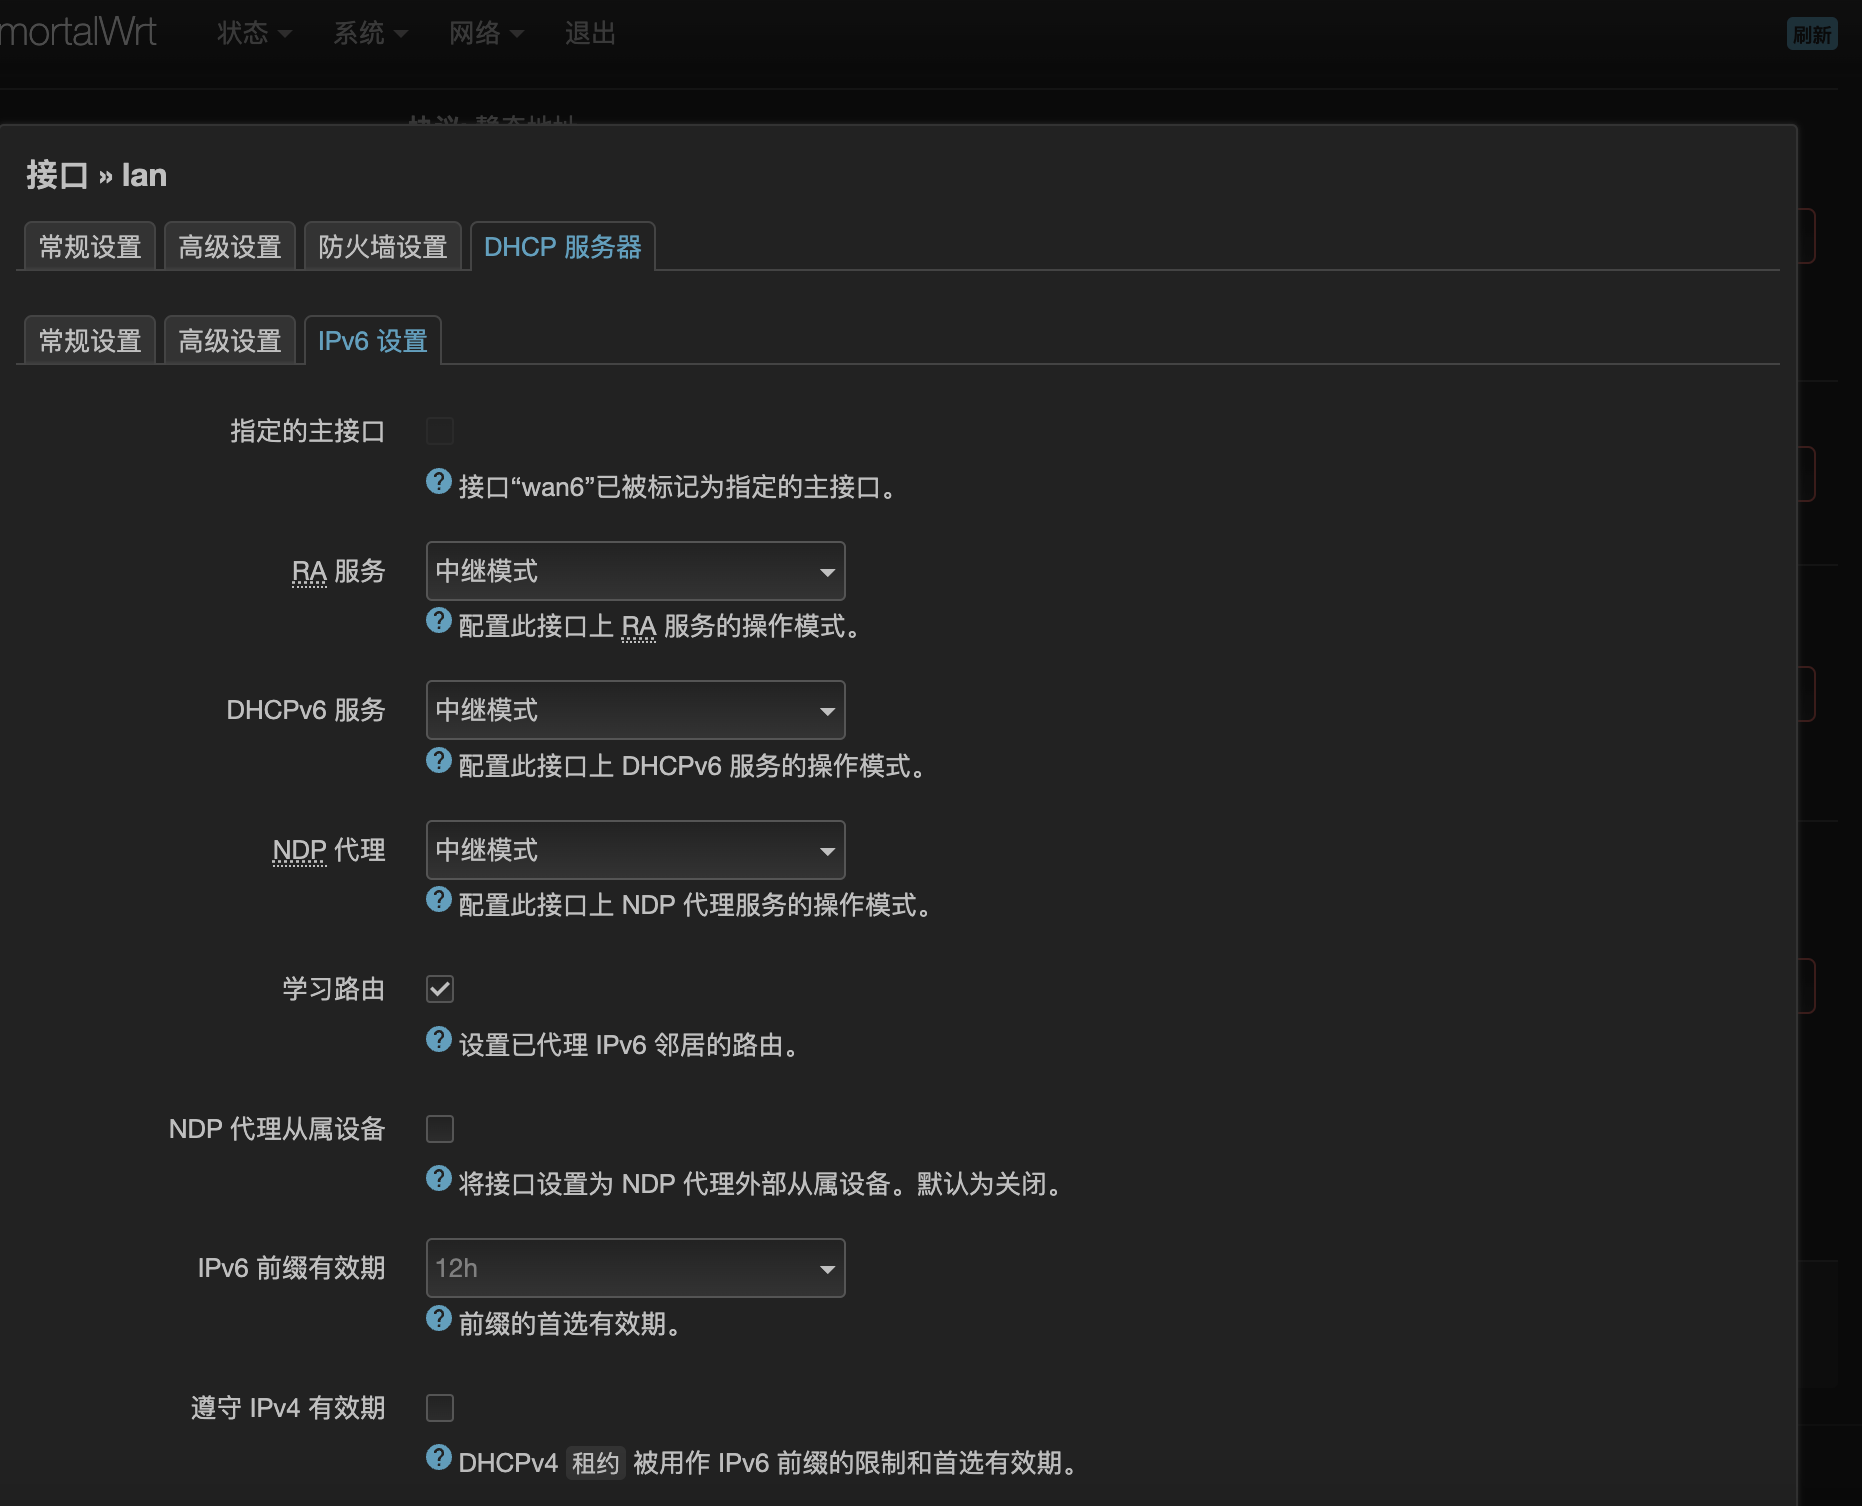 mortalWrt 状态 系统 网络 退出 刷新
协议: 静态地址
接口 » lan
常规设置 高级设置 防火墙设置 DHCP 服务器
常规设置 高级设置 IPv6 设置
指定的主接口
接口“wan6”已被标记为指定的主接口。
RA 服务 中继模式
配置此接口上 RA 服务的操作模式。
DHCPv6 服务 中继模式
配置此接口上 DHCPv6 服务的操作模式。
NDP 代理 中继模式
配置此接口上 NDP 代理服务的操作模式。
学习路由
设置已代理 IPv6 邻居的路由。
NDP 代理从属设备
将接口设置为 NDP 代理外部从属设备。默认为关闭。
IPv6 前缀有效期 12h
前缀的首选有效期。
遵守 IPv4 有效期
DHCPv4 租约 被用作 IPv6 前缀的限制和首选有效期。